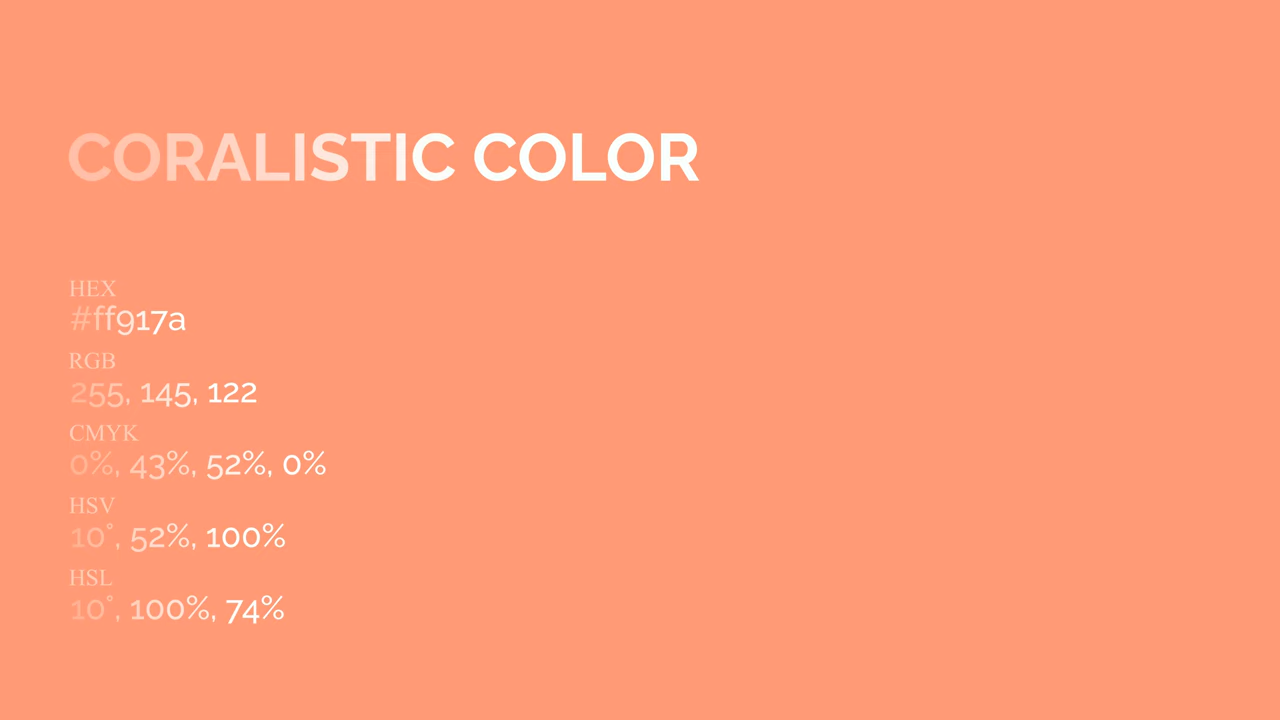 CORALISTIC COLOR
HEX
#ff917a
RGB
255, 145, 122
CMYK
0%, 43%, 52%, 0%
HSV
10°, 52%, 100%
HSL
10°, 100%, 74%